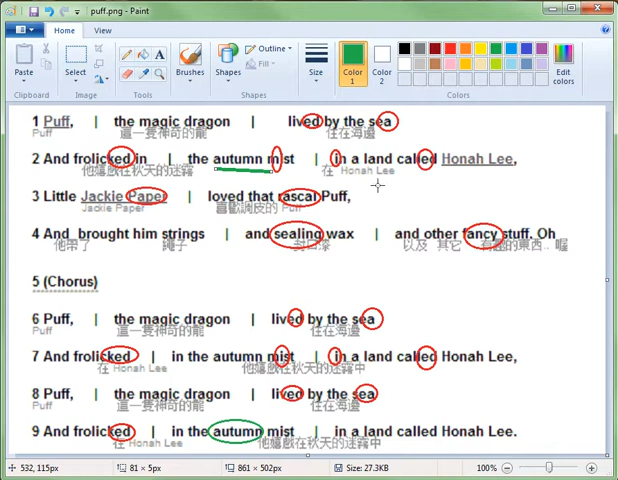 puff.png - Paint
Home View
Paste Select Brushes Shapes Outline Fill Size Color 1 Color 2 Edit colors
Clipboard Image Tools Shapes Colors
1 Puff, | the magic dragon | lived by the sea
Puff 這一隻神奇的龍 住在海邊
2 And frolicked in | the autumn mist | in a land called Honah Lee,
他嬉戲在秋天的迷霧 在 Honah Lee
3 Little Jackie Paper | loved that rascal Puff,
Jackie Paper 喜歡調皮的 Puff
4 And brought him strings | and sealing wax | and other fancy stuff. Oh
他帶了 繩子 封口漆 以及 其它 有趣的東西.. 喔
5 (Chorus)
6 Puff, | the magic dragon | lived by the sea
Puff 這一隻神奇的龍 住在海邊
7 And frolicked | in the autumn mist | in a land called Honah Lee,
在 Honah Lee 他嬉戲在秋天的迷霧中
8 Puff, | the magic dragon | lived by the sea
Puff 這一隻神奇的龍 住在海邊
9 And frolicked | in the autumn mist | in a land called Honah Lee.
在 Honah Lee 他嬉戲在秋天的迷霧中
532, 115px 81 × 5px 861 × 502px Size: 27.3KB 100%